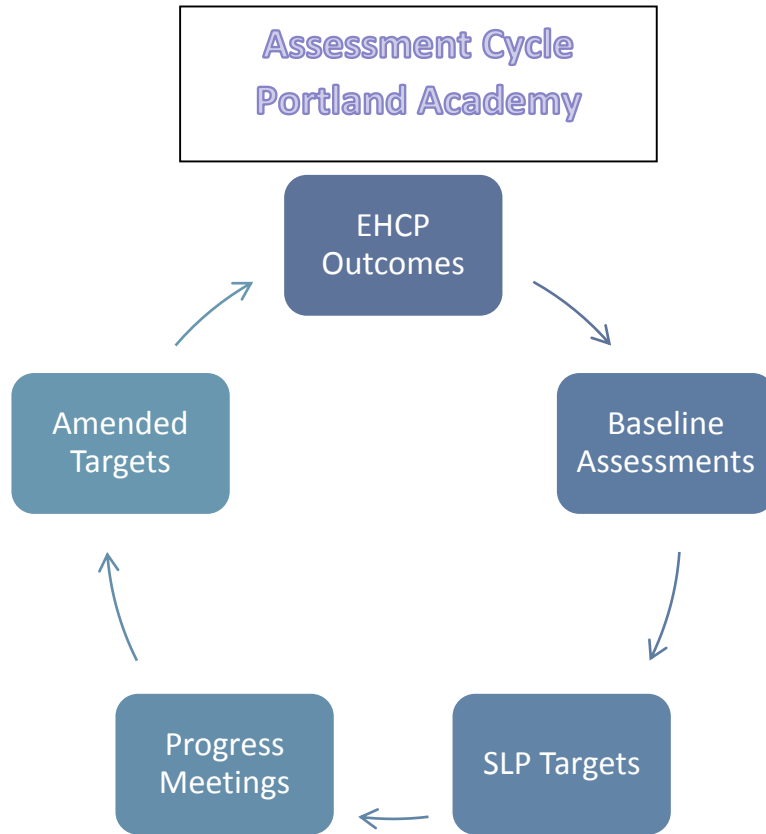 Assessment Cycle
Portland Academy
EHCP
Outcomes
Baseline
Assessments
SLP Targets
Progress
Meetings
Amended
Targets